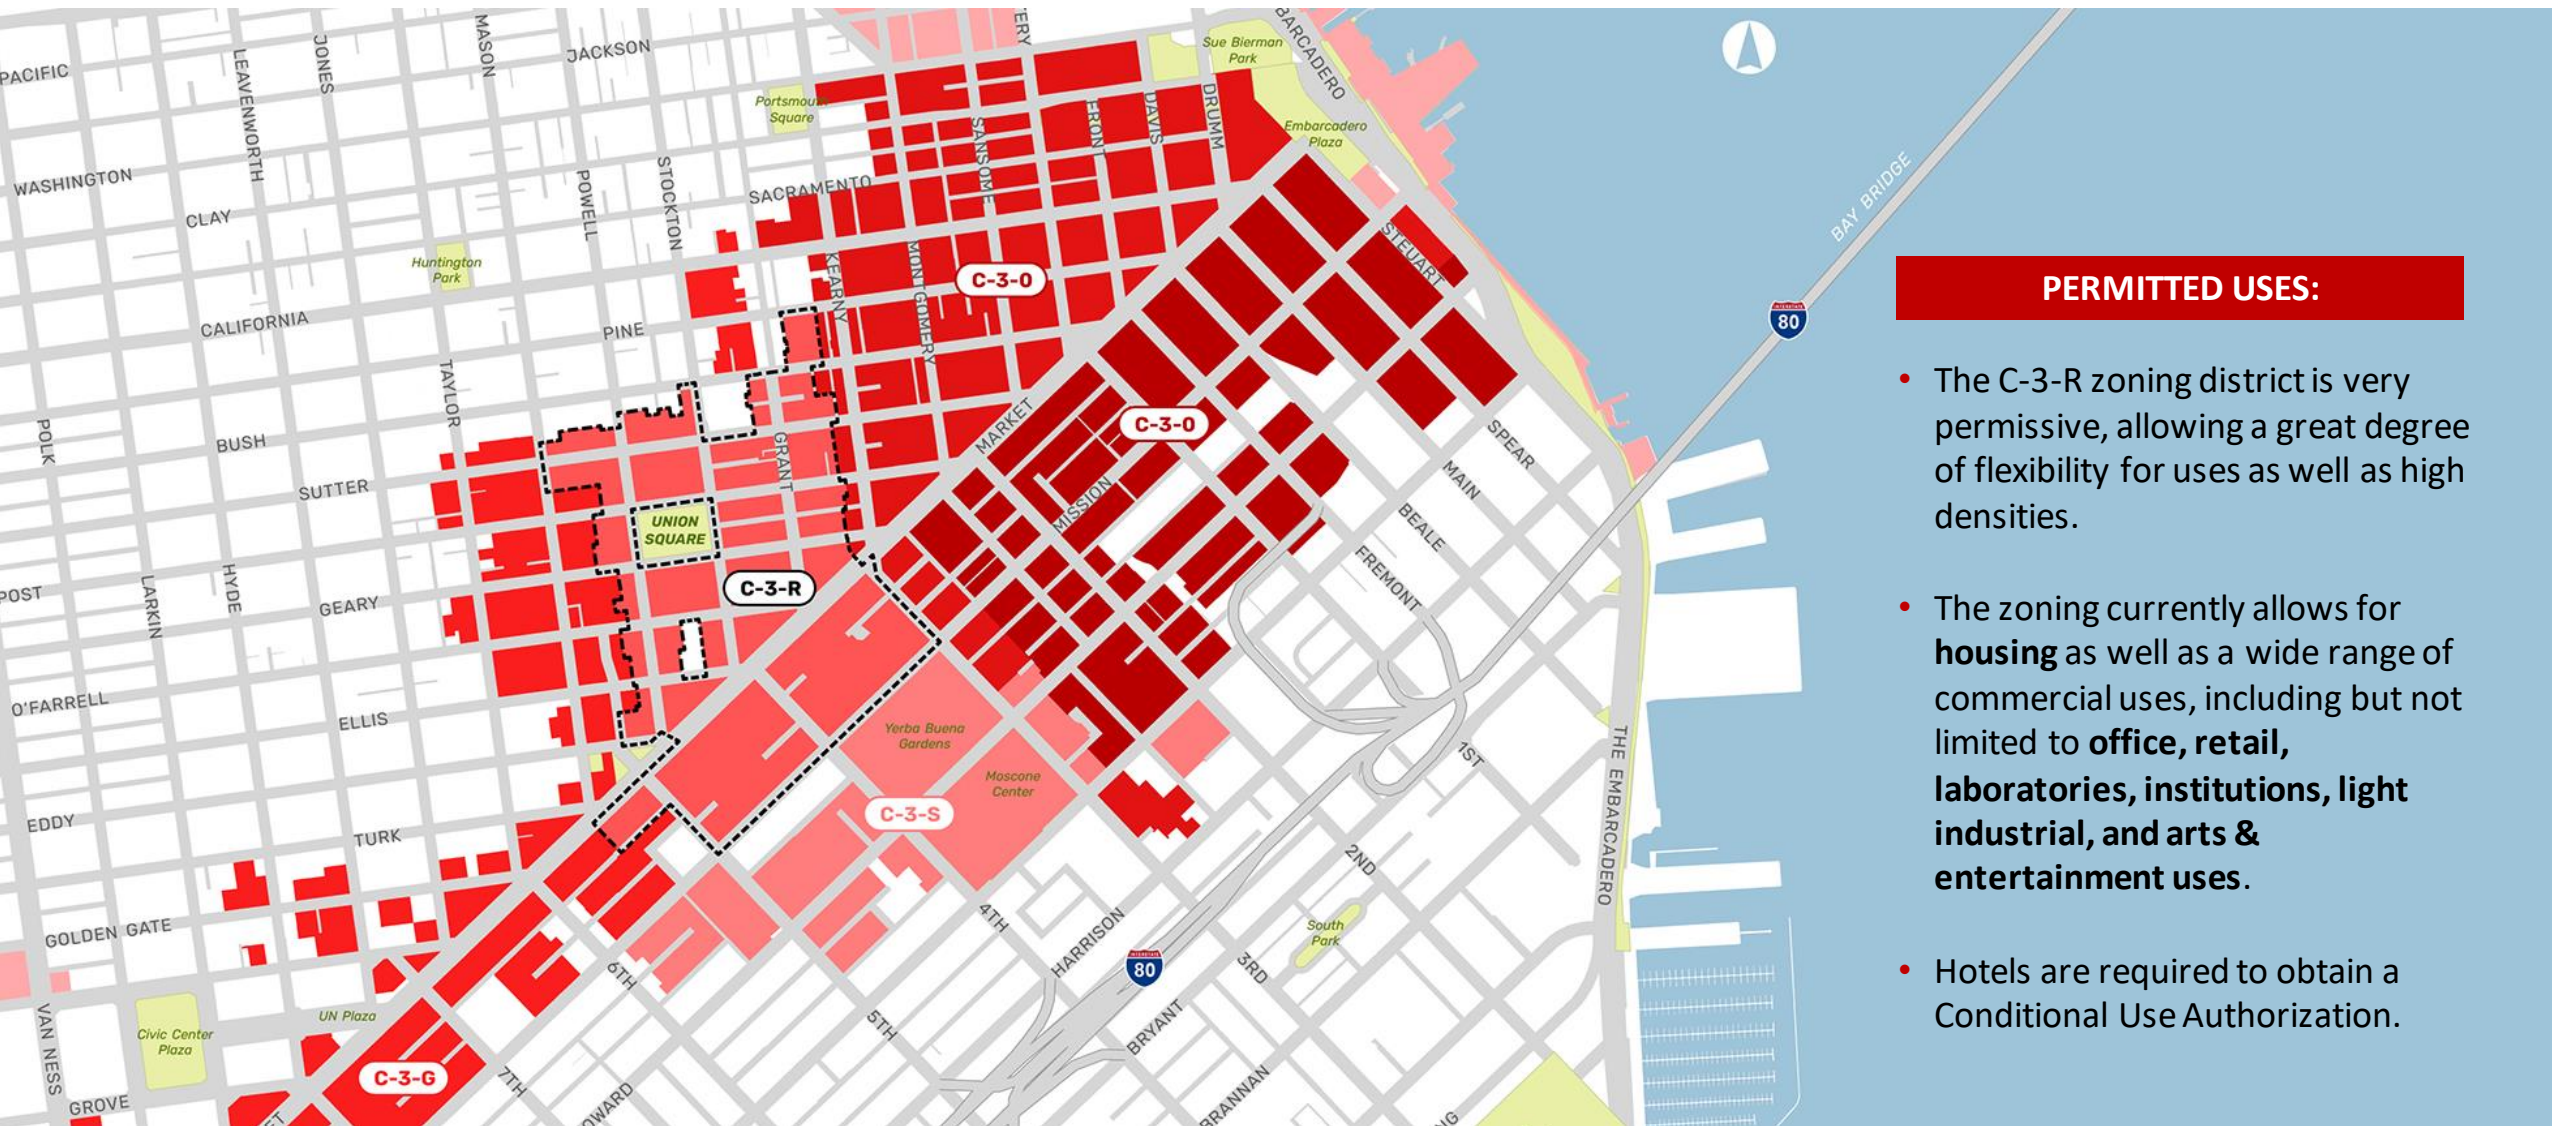 PACIFIC
LEAVENWORTH
JONES
MASON
JACKSON
Portsmou
Square
Sue Bierman
Park
BARCADERO
DRUMM
DAVIS
FRONT
SANSOME
ERY
Embarcadero
Plaza
WASHINGTON
CLAY
POWELL
STOCKTON
SACRAMENTO
Huntington
Park
CALIFORNIA
PINE
KEARNY
MONTGOMERY
C-3-O
STEUART
BAY BRIDGE
80
TAYLOR
POLK
BUSH
SUTTER
GRANT
MARKET
C-3-O
MISSION
SPEAR
MAIN
BEALE
FREMONT
UNION
SQUARE
C-3-R
POST
LARKIN
HYDE
GEARY
O'FARRELL
ELLIS
Yerba Buena
Gardens
Moscone
Center
C-3-S
1ST
THE EMBARCADERO
EDDY
TURK
2ND
GOLDEN GATE
4TH
HARRISON
80
3RD
South
Park
6TH
5TH
BRYANT
BRANNAN
VAN NESS
Civic Center
Plaza
UN Plaza
C-3-G
7TH
OWARD
GROVE
ET
NG
PERMITTED USES:
• The C-3-R zoning district is very
permissive, allowing a great degree
of flexibility for uses as well as high
densities.
• The zoning currently allows for
housing as well as a wide range of
commercial uses, including but not
limited to office, retail,
laboratories, institutions, light
industrial, and arts &
entertainment uses.
• Hotels are required to obtain a
Conditional Use Authorization.